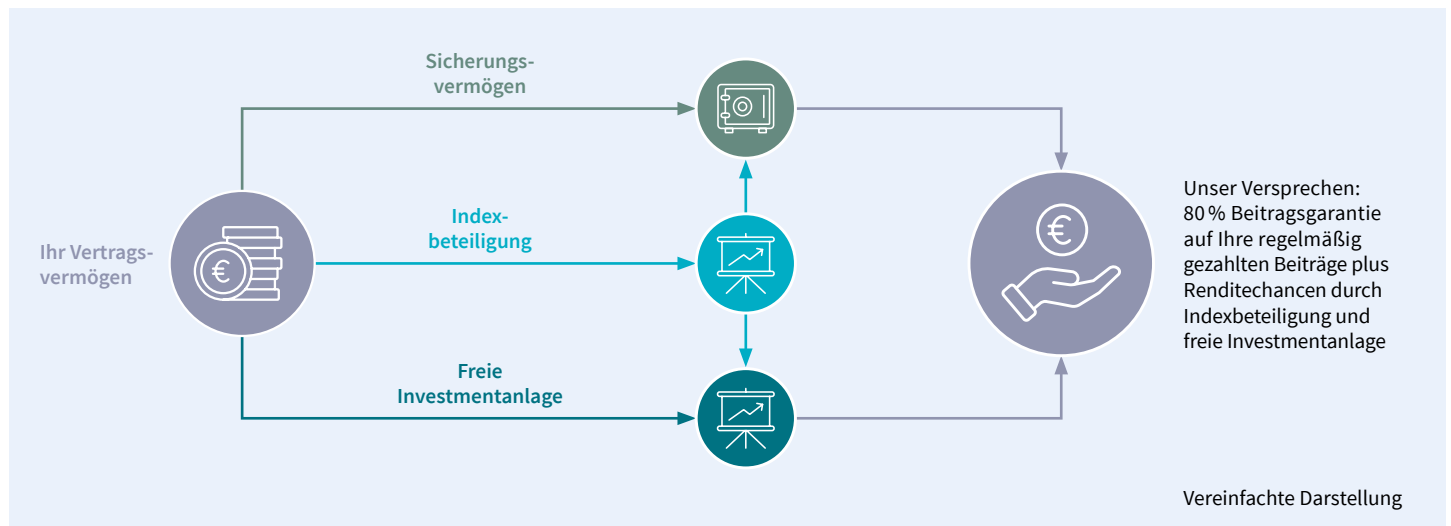 Sicherungs-
vermögen
Index-
beteiligung
Ihr Vertrags-
vermögen
€
€
Freie
Investmentanlage
Unser Versprechen:
80 % Beitragsgarantie
auf Ihre regelmäßig
gezahlten Beiträge plus
Renditechancen durch
Indexbeteiligung und
freie Investmentanlage
Vereinfachte Darstellung